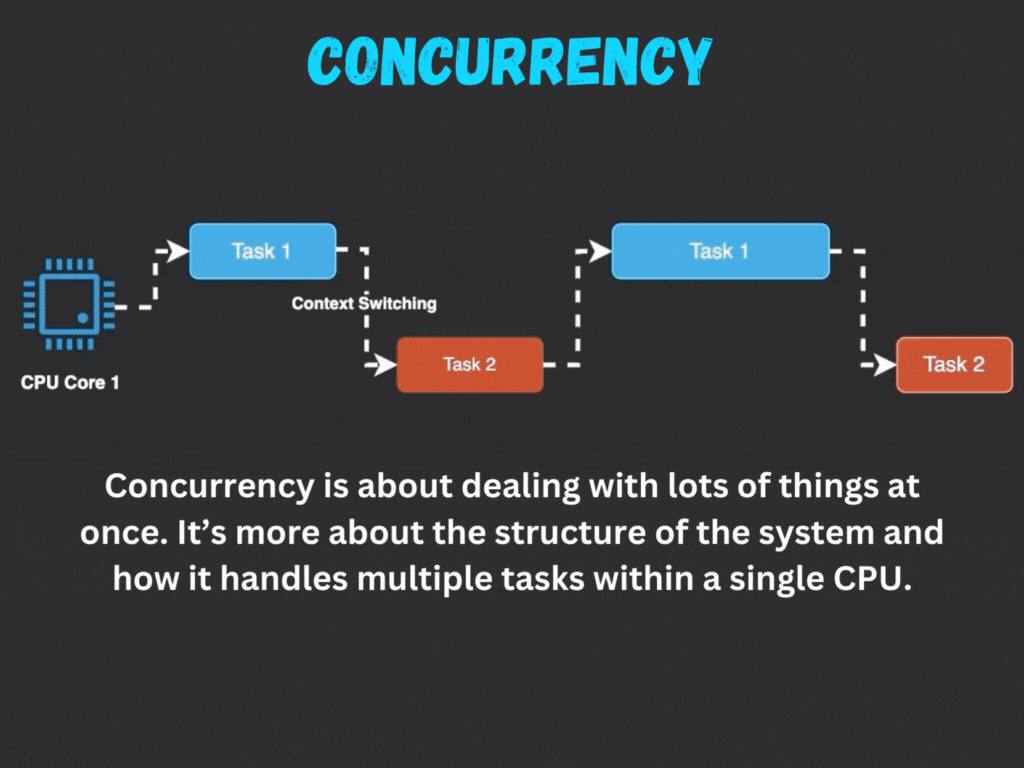 CONCURRENCY
Task 1
Task 1
Context Switching
Task 2
Task 2
CPU Core 1
Concurrency is about dealing with lots of things at
once. It’s more about the structure of the system and
how it handles multiple tasks within a single CPU.